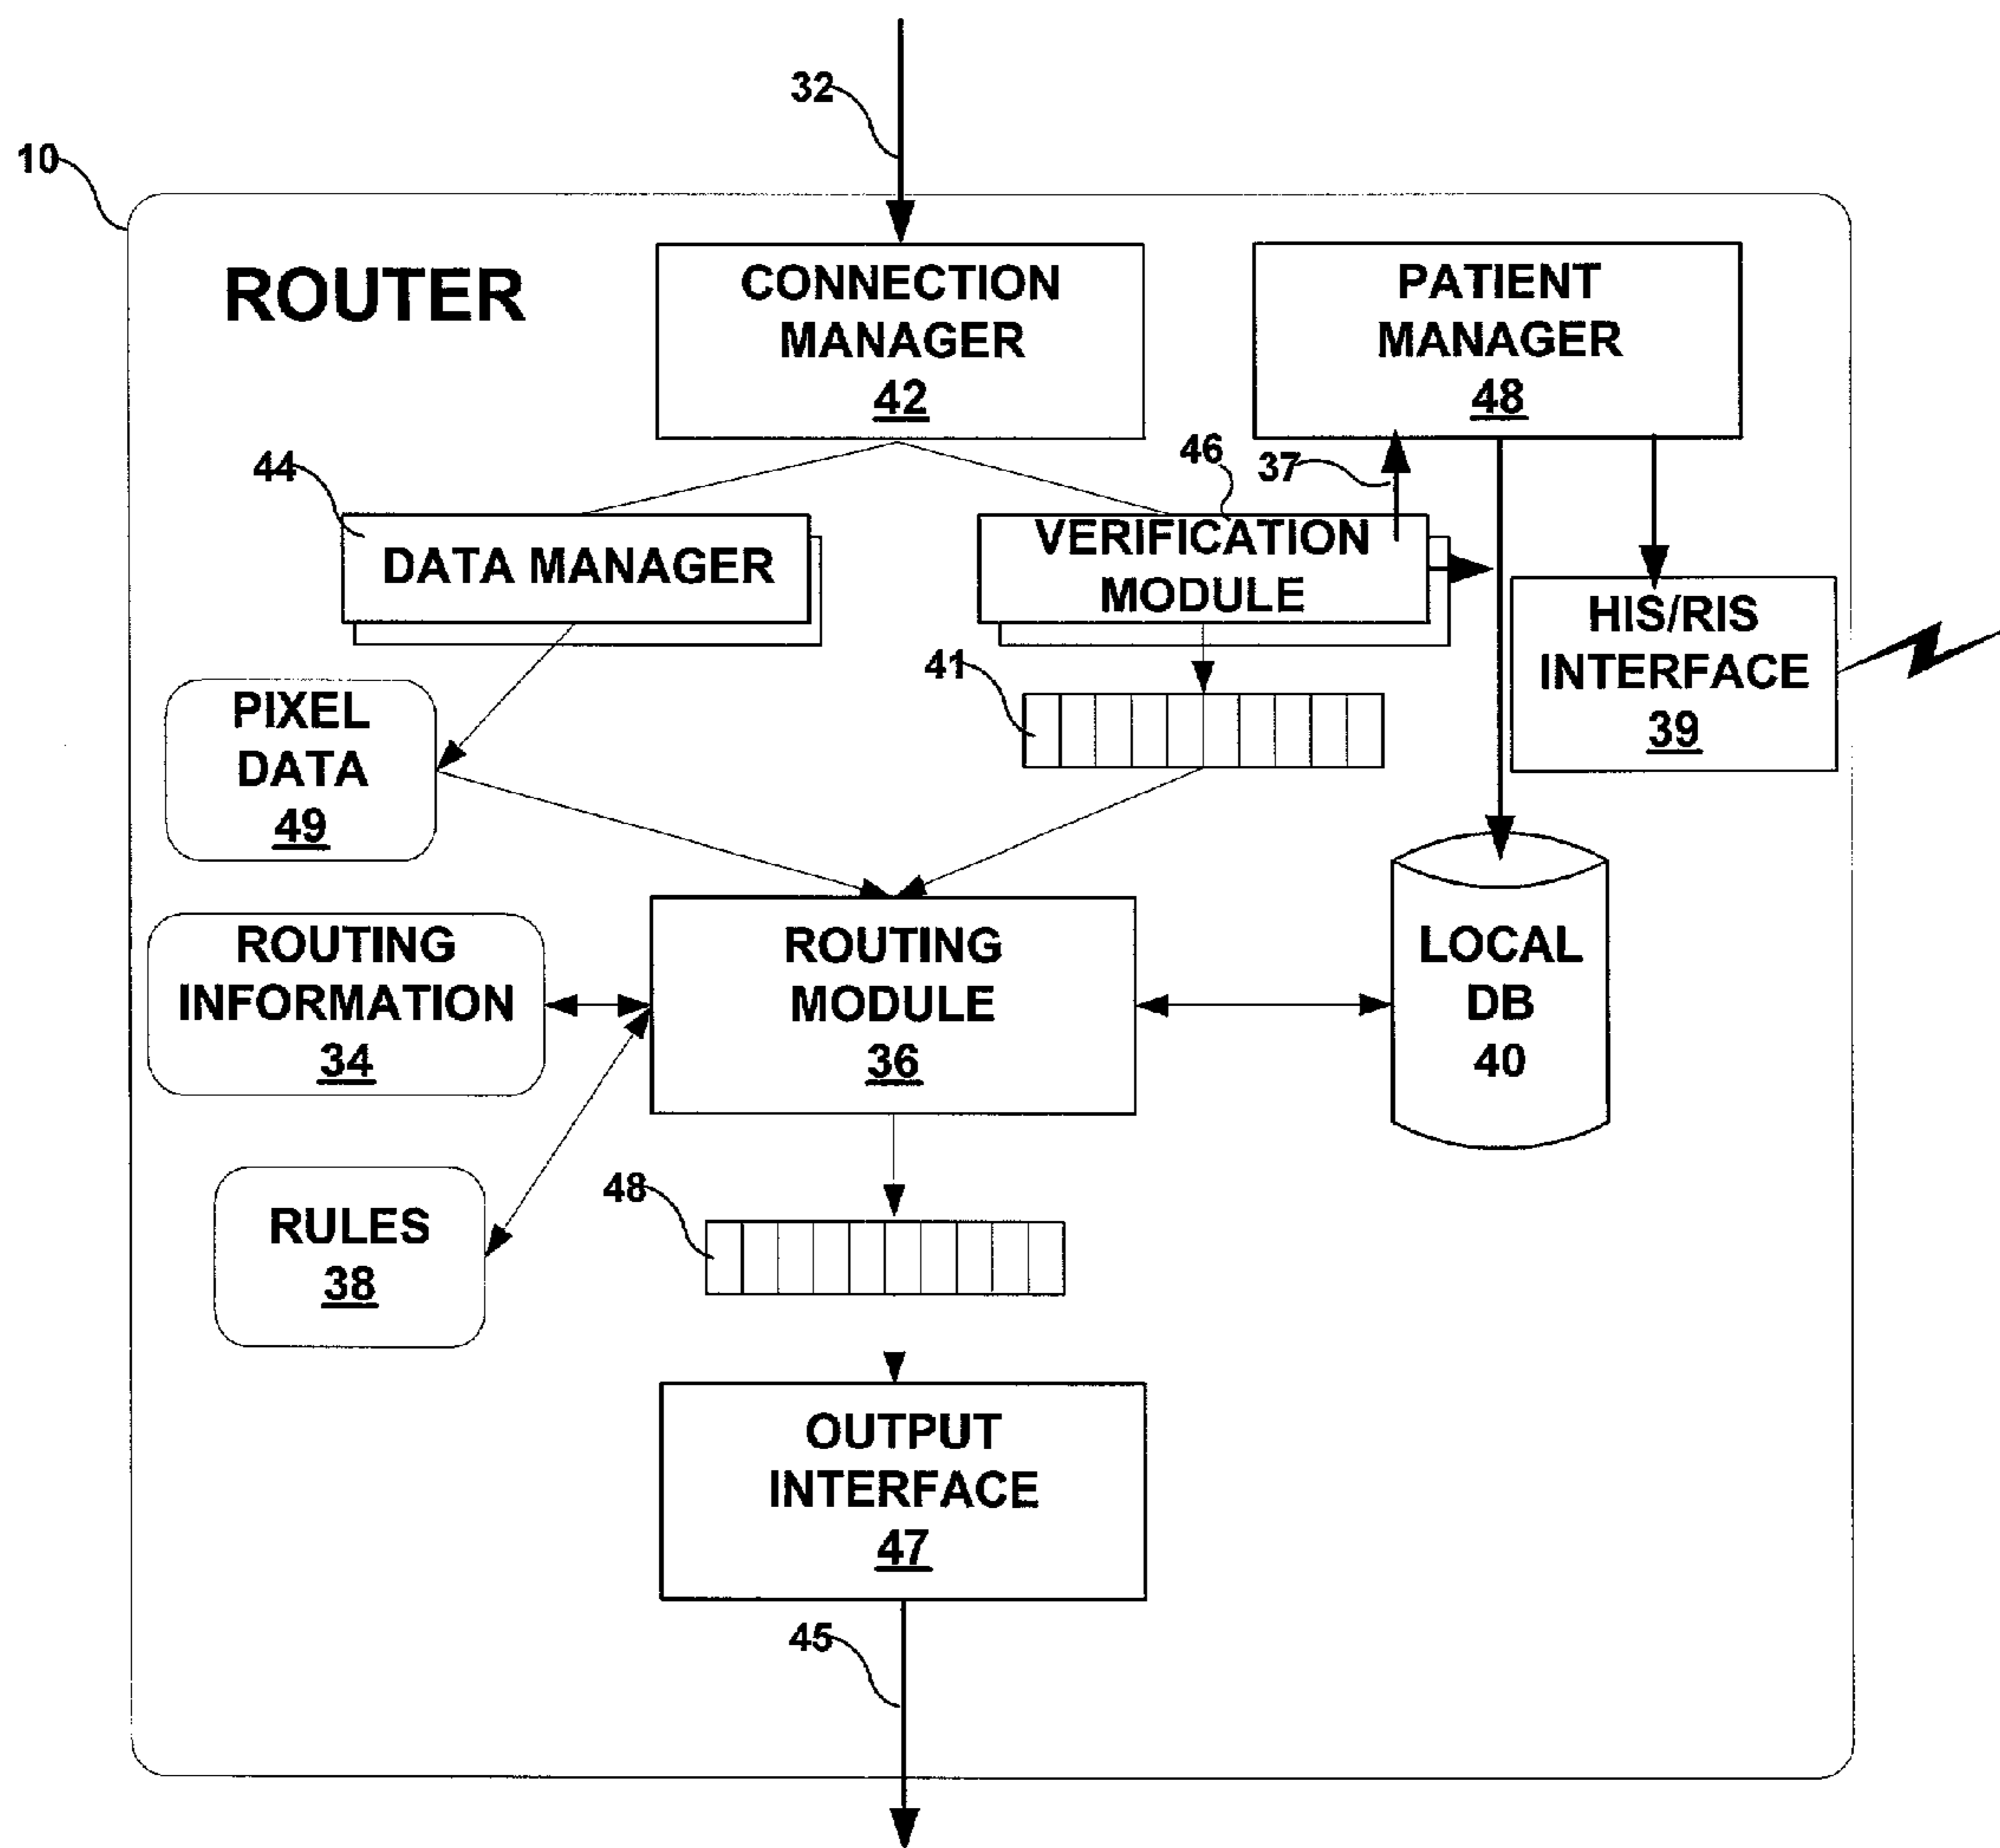 32
10
ROUTER
CONNECTION
MANAGER
42
PATIENT
MANAGER
48
44
46
37
DATA MANAGER
VERIFICATION
MODULE
HIS/RIS
INTERFACE
39
41
PIXEL
DATA
49
ROUTING
INFORMATION
34
ROUTING
MODULE
36
LOCAL
DB
40
48
RULES
38
OUTPUT
INTERFACE
47
45